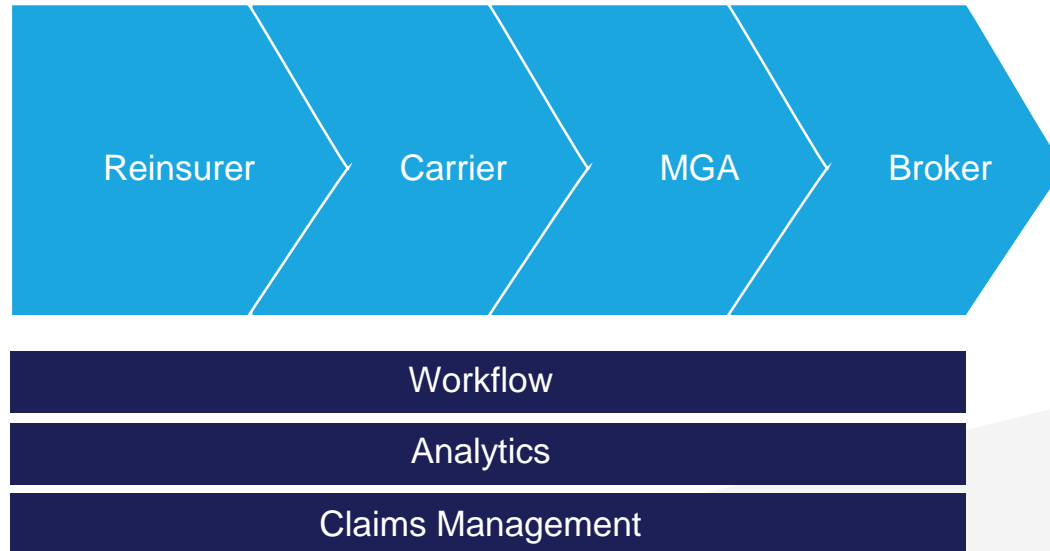 Reinsurer
Carrier
MGA
Broker
Workflow
Analytics
Claims Management